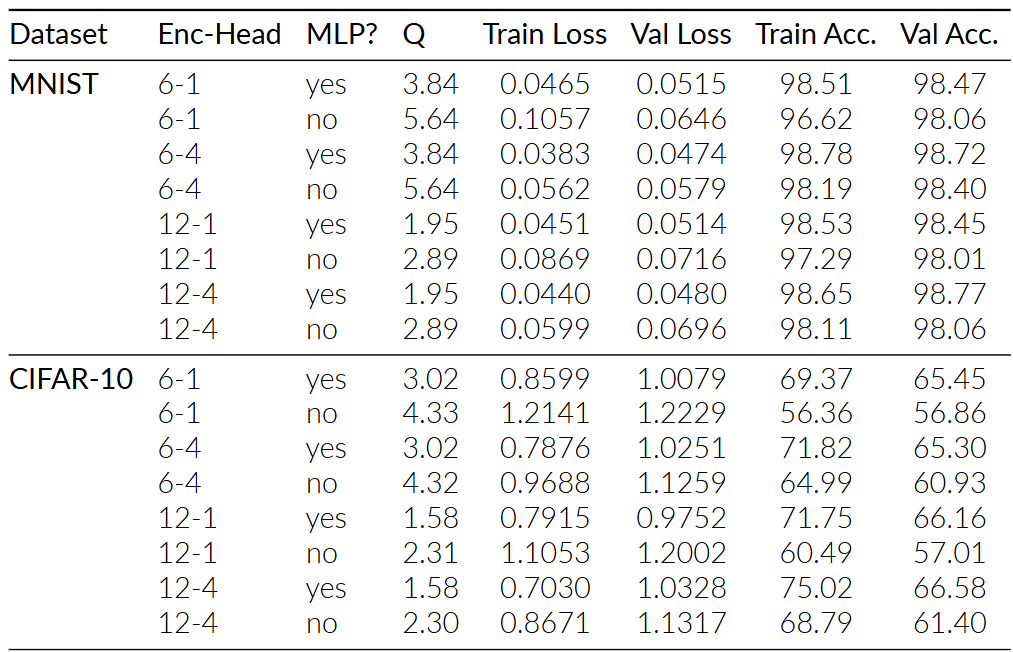 Dataset Enc-Head MLP? Q Train Loss Val Loss Train Acc. Val Acc.
MNIST 6-1 yes 3.84 0.0465 0.0515 98.51 98.47
6-1 no 5.64 0.1057 0.0646 96.62 98.06
6-4 yes 3.84 0.0383 0.0474 98.78 98.72
6-4 no 5.64 0.0562 0.0579 98.19 98.40
12-1 yes 1.95 0.0451 0.0514 98.53 98.45
12-1 no 2.89 0.0869 0.0716 97.29 98.01
12-4 yes 1.95 0.0440 0.0480 98.65 98.77
12-4 no 2.89 0.0599 0.0696 98.11 98.06
CIFAR-10 6-1 yes 3.02 0.8599 1.0079 69.37 65.45
6-1 no 4.33 1.2141 1.2229 56.36 56.86
6-4 yes 3.02 0.7876 1.0251 71.82 65.30
6-4 no 4.32 0.9688 1.1259 64.99 60.93
12-1 yes 1.58 0.7915 0.9752 71.75 66.16
12-1 no 2.31 1.1053 1.2002 60.49 57.01
12-4 yes 1.58 0.7030 1.0328 75.02 66.58
12-4 no 2.30 0.8671 1.1317 68.79 61.40